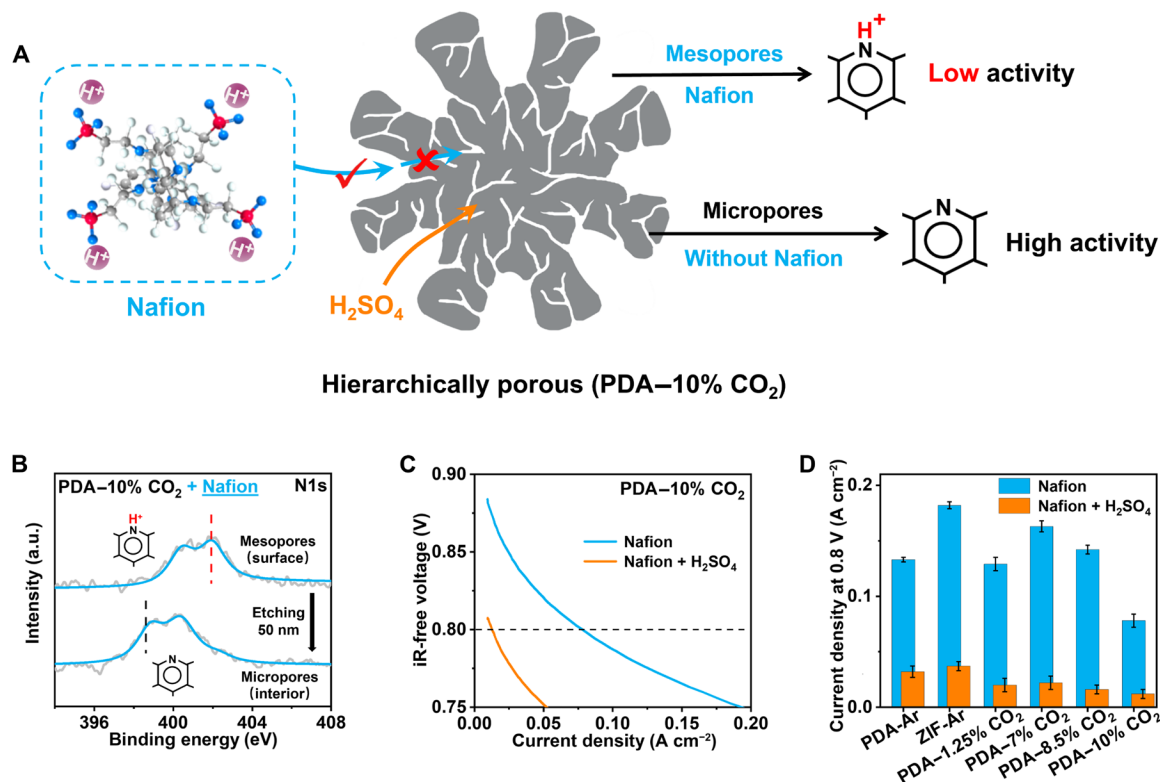 A
H⁺
H⁺
H⁺
H⁺
Nafion
H₂SO₄
Mesopores
Nafion
H⁺
N
Low activity
Micropores
Without Nafion
N
High activity
Hierarchically porous (PDA–10% CO₂)
B
PDA–10% CO₂ + Nafion
N1s
H⁺
N
Mesopores
(surface)
Etching
50 nm
N
Micropores
(interior)
Intensity (a.u.)
396 400 404 408
Binding energy (eV)
C
PDA–10% CO₂
Nafion
Nafion + H₂SO₄
0.90
0.85
0.80
0.75
iR-free voltage (V)
0.00 0.05 0.10 0.15 0.20
Current density (A cm⁻²)
D
Nafion
Nafion + H₂SO₄
0.2
0.1
0.0
Current density at 0.8 V (A cm⁻²)
PDA-Ar
ZIF-Ar
PDA–1.25% CO₂
PDA–7% CO₂
PDA–8.5% CO₂
PDA–10% CO₂